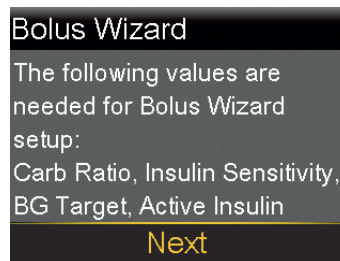 Bolus Wizard
The following values are
needed for Bolus Wizard
setup:
Carb Ratio, Insulin Sensitivity,
BG Target, Active Insulin
Next